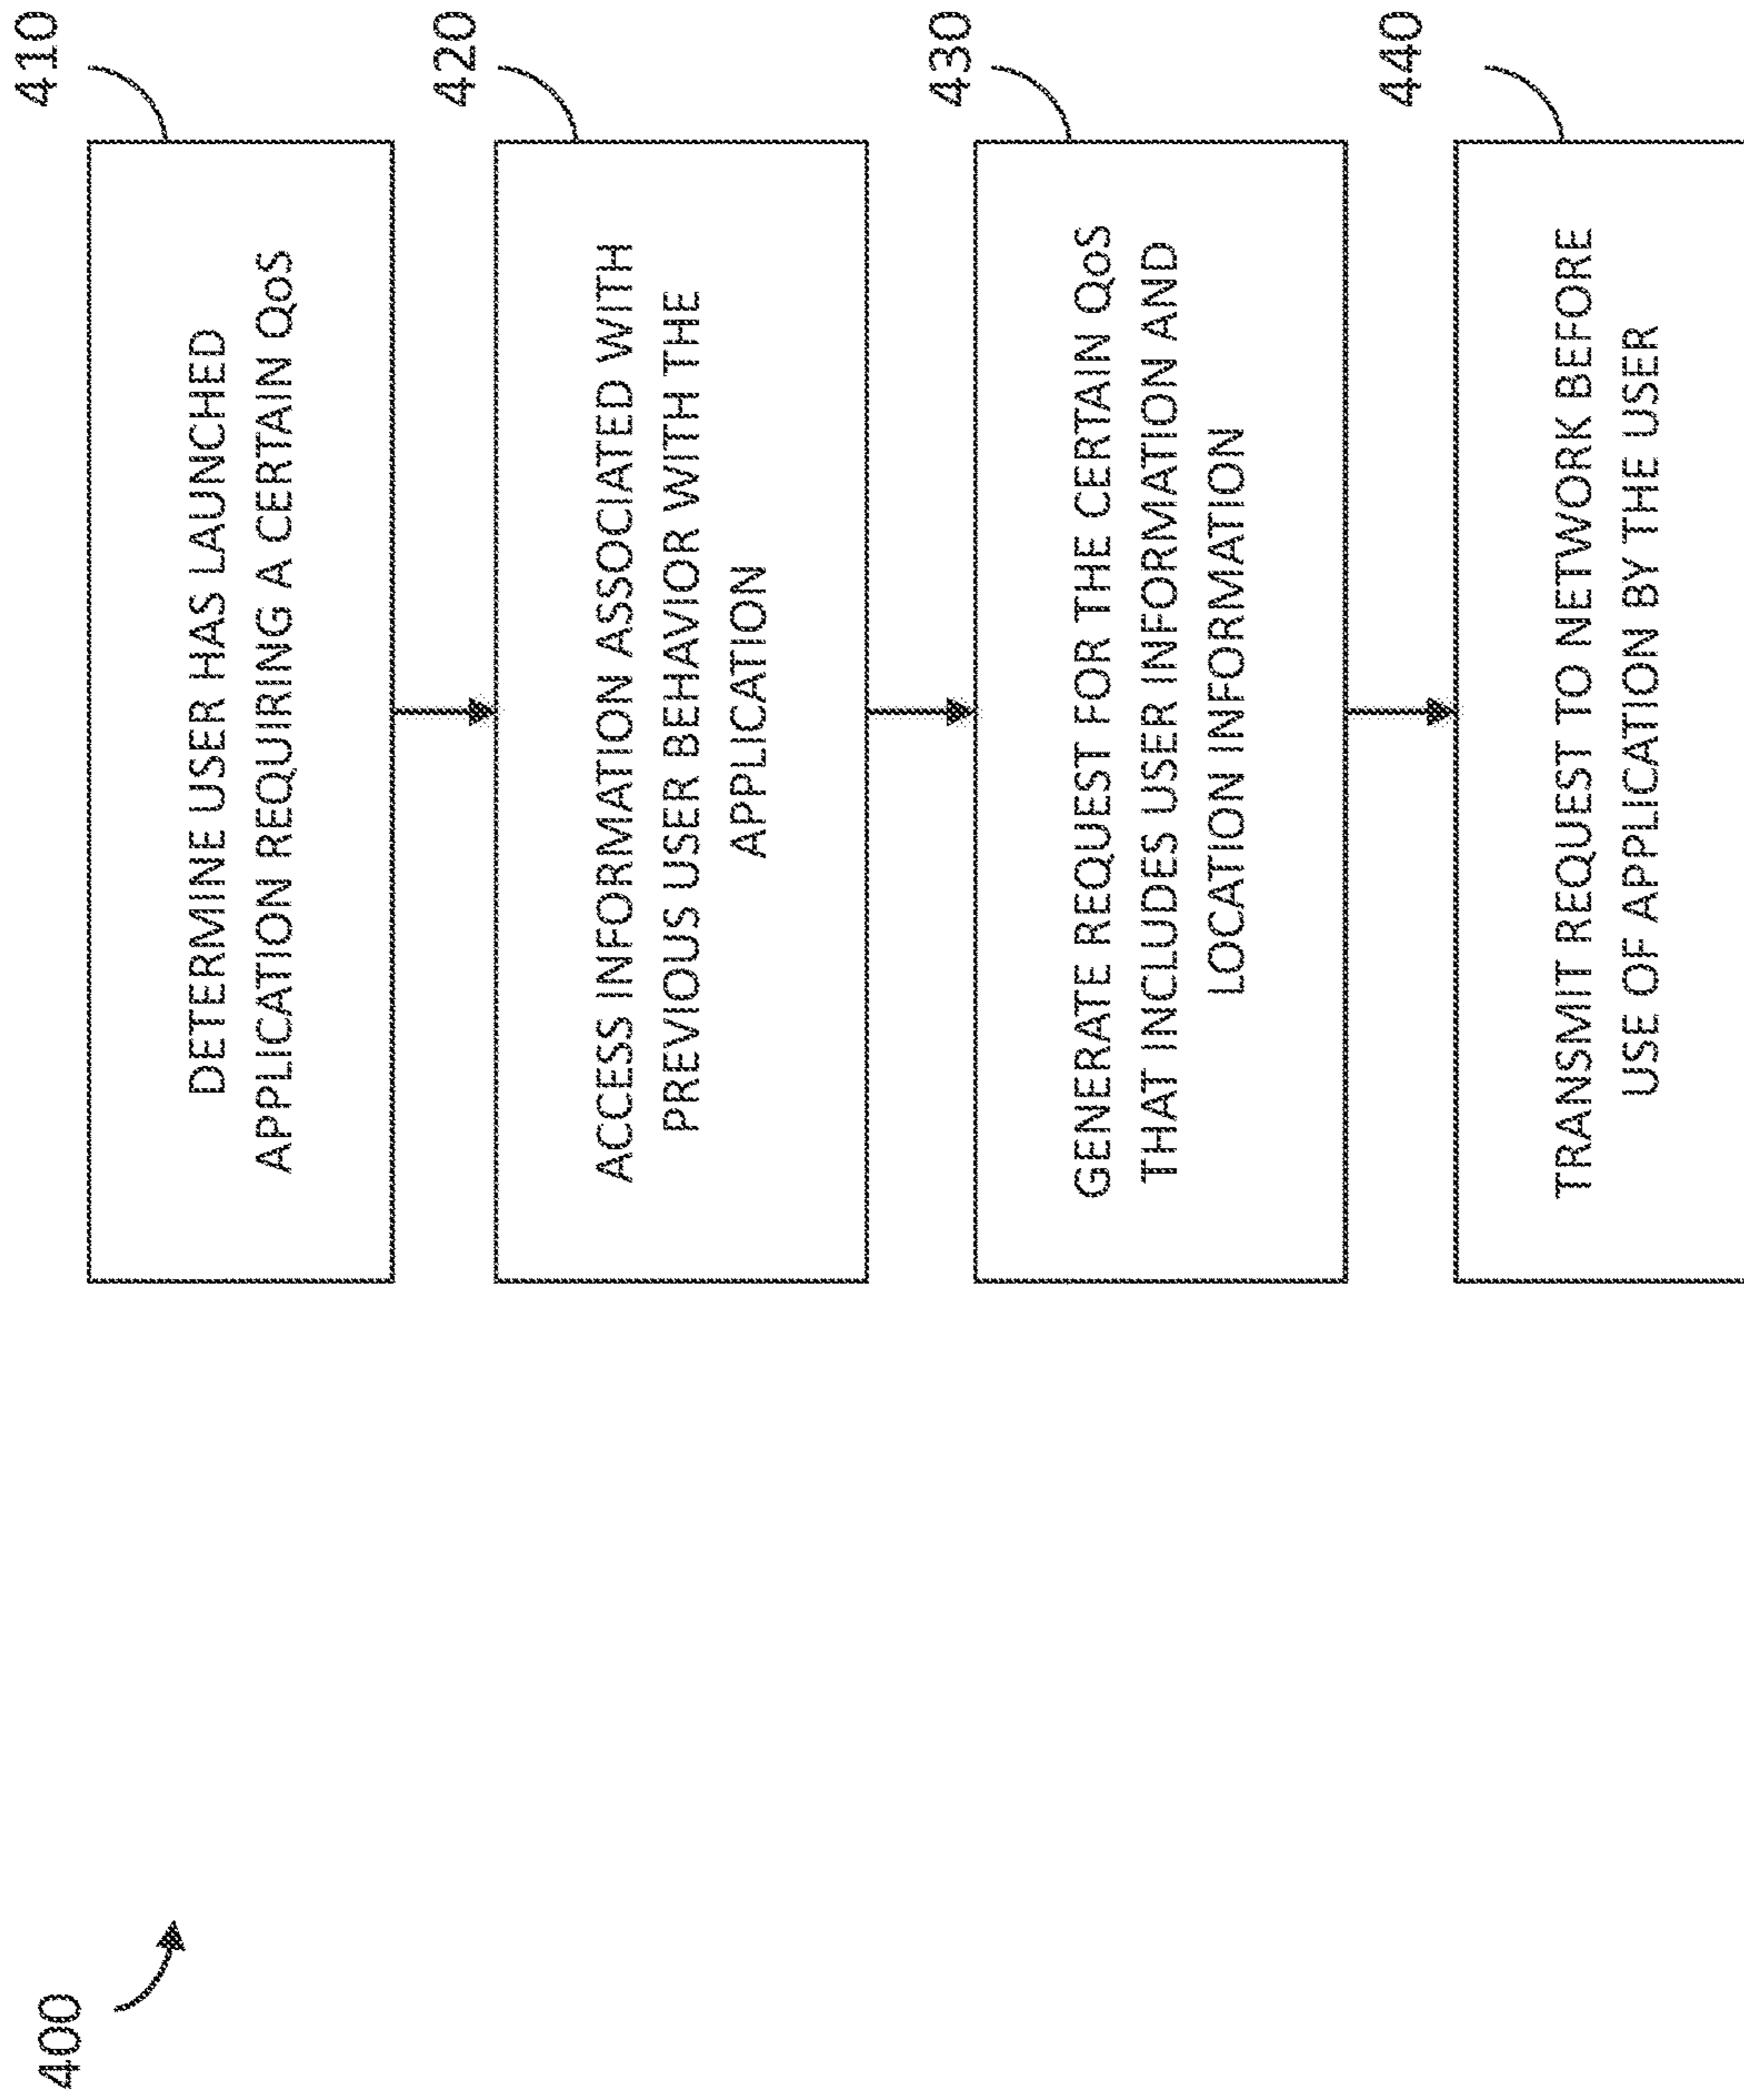 400
410
DETERMINE USER HAS LAUNCHED
APPLICATION REQUIRING A CERTAIN QoS
420
ACCESS INFORMATION ASSOCIATED WITH
PREVIOUS USER BEHAVIOR WITH THE
APPLICATION
430
GENERATE REQUEST FOR THE CERTAIN QoS
THAT INCLUDES USER INFORMATION AND
LOCATION INFORMATION
440
TRANSMIT REQUEST TO NETWORK BEFORE
USE OF APPLICATION BY THE USER